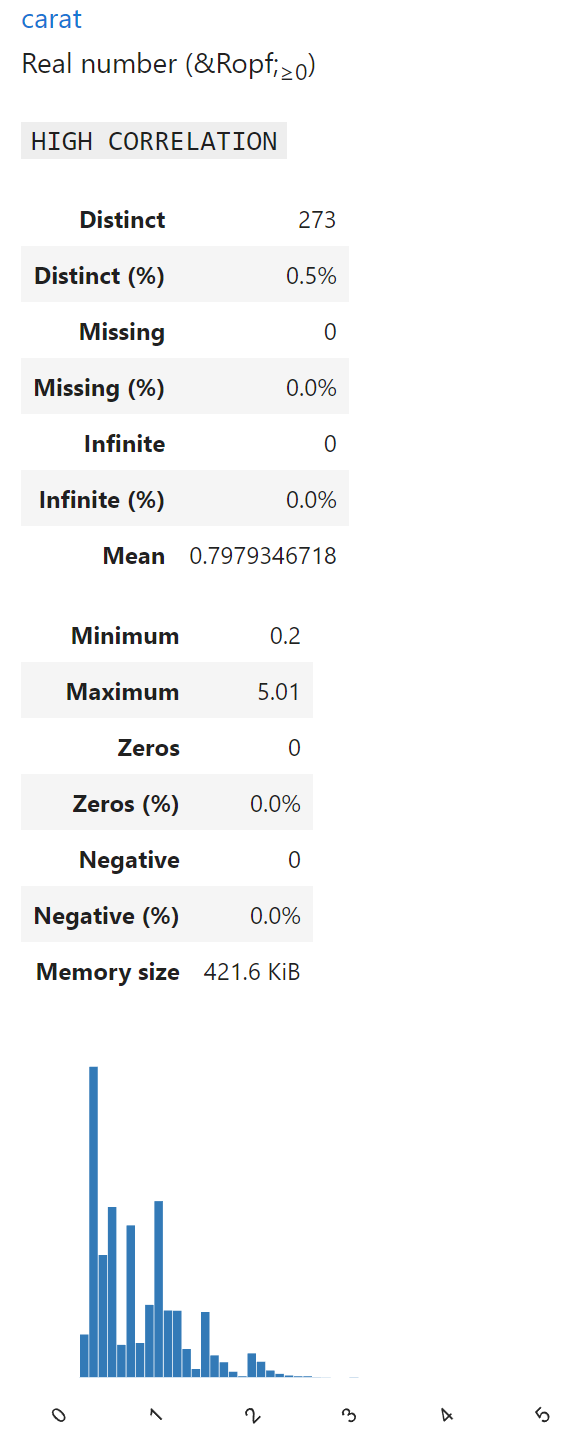 carat
Real number (&Ropf;≥0)
HIGH CORRELATION
Distinct 273
Distinct (%) 0.5%
Missing 0
Missing (%) 0.0%
Infinite 0
Infinite (%) 0.0%
Mean 0.7979346718
Minimum 0.2
Maximum 5.01
Zeros 0
Zeros (%) 0.0%
Negative 0
Negative (%) 0.0%
Memory size 421.6 KiB
0 1 2 3 4 5